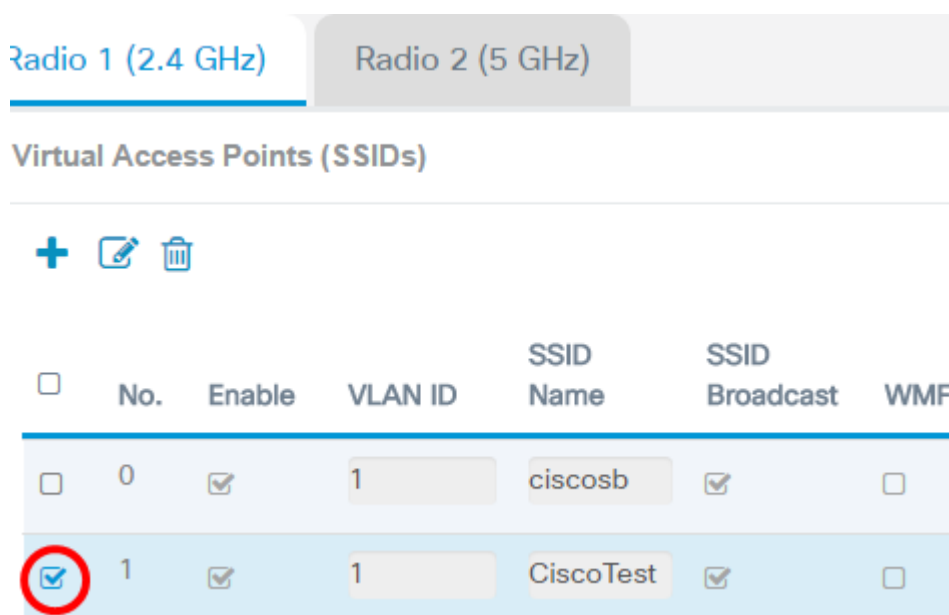 Radio 1 (2.4 GHz) Radio 2 (5 GHz)
Virtual Access Points (SSIDs)
SSID SSID
No. Enable VLAN ID Name Broadcast WMF
0 1 ciscosb
1 1 CiscoTest